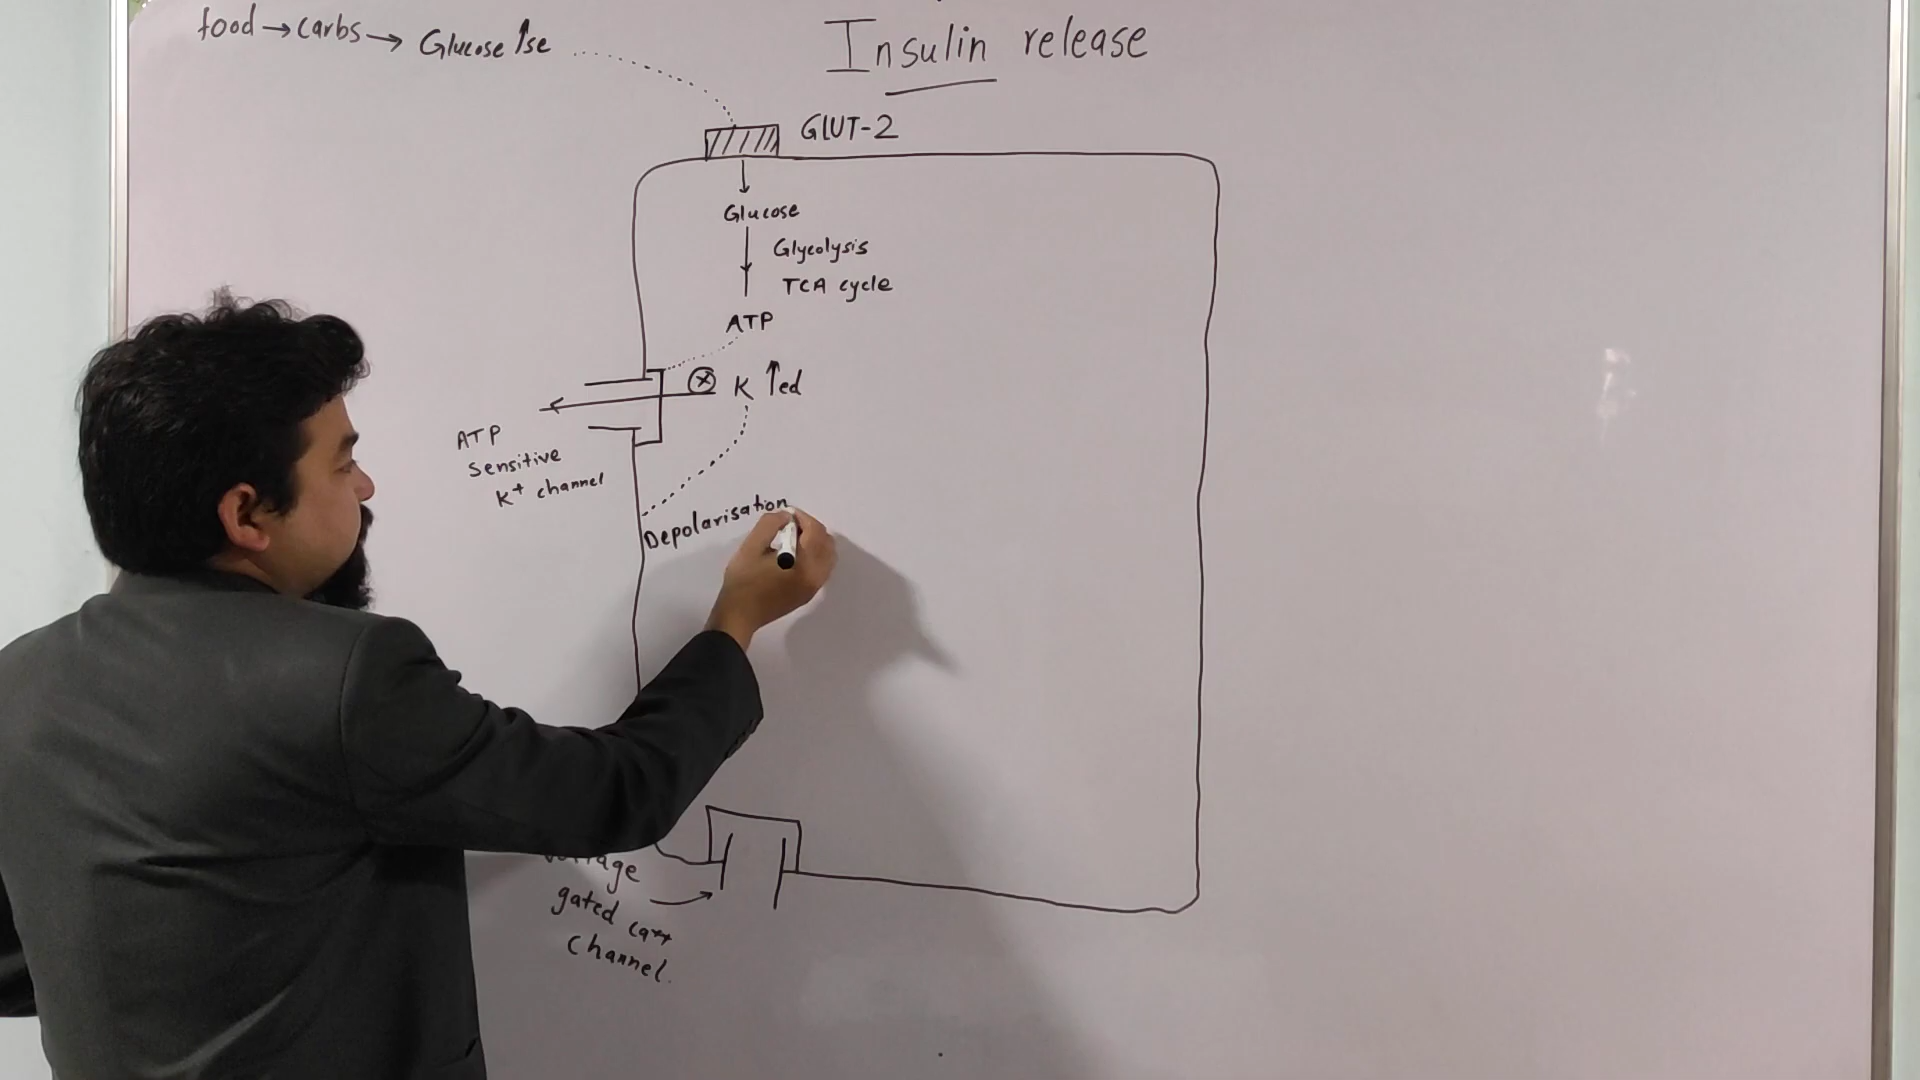 food → carbs → Glucose ↑se
Insulin release
GLUT-2
Glucose
Glycolysis
TCA cycle
ATP
K ↑ed
ATP
Sensitive
K+ channel
Depolarisation
gated Ca++
channel.